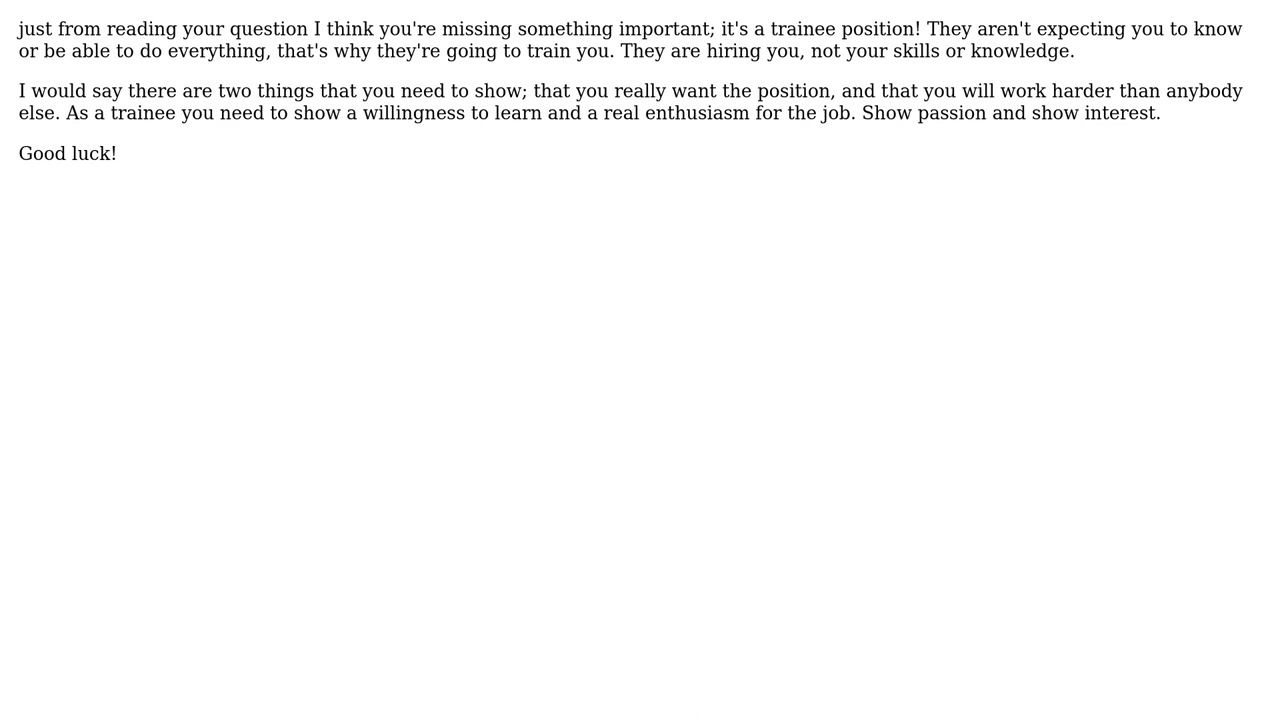 just from reading your question I think you're missing something important; it's a trainee position! They aren't expecting you to know
or be able to do everything, that's why they're going to train you. They are hiring you, not your skills or knowledge.
I would say there are two things that you need to show; that you really want the position, and that you will work harder than anybody
else. As a trainee you need to show a willingness to learn and a real enthusiasm for the job. Show passion and show interest.
Good luck!